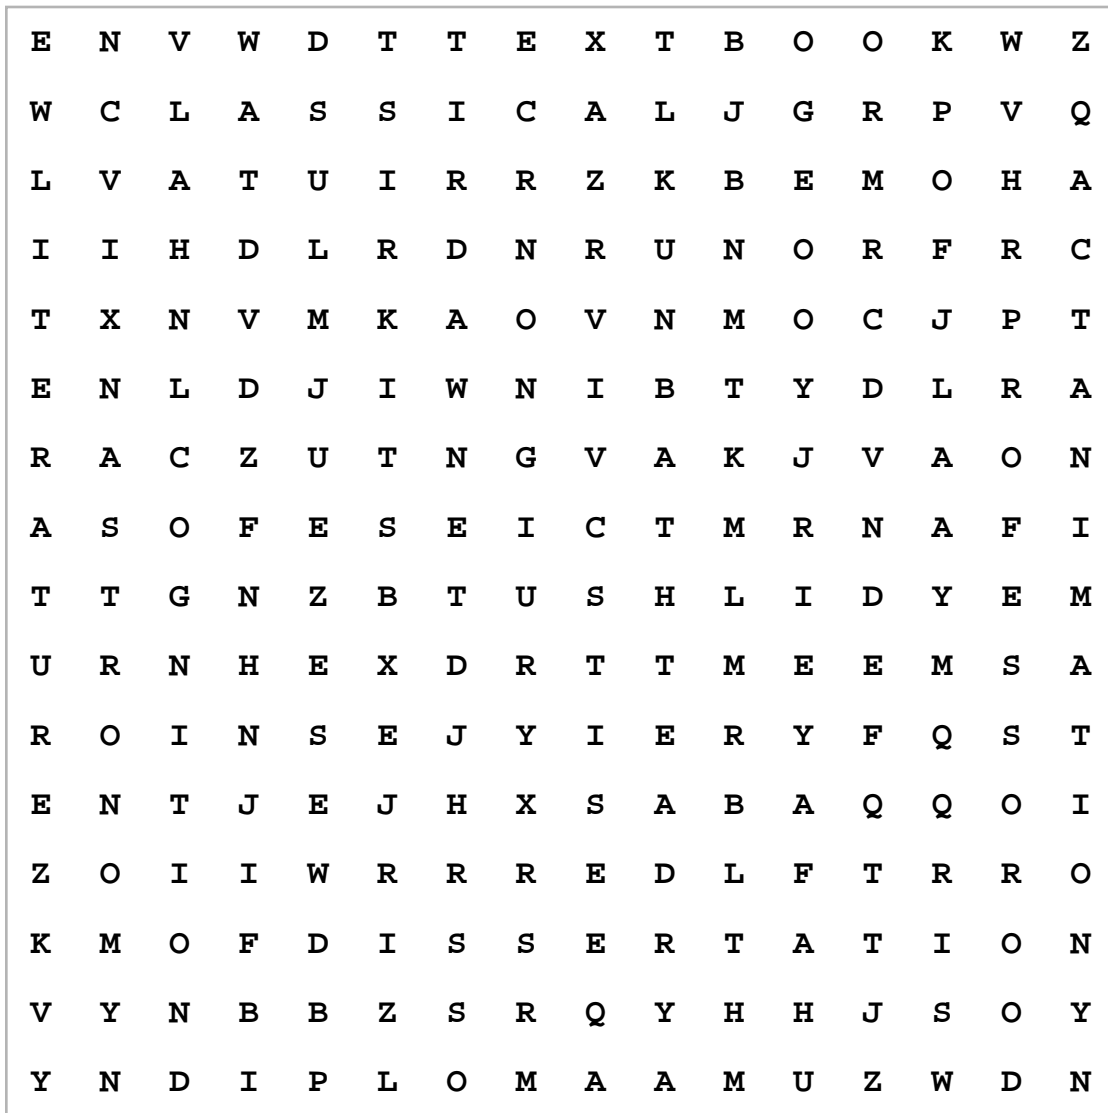 E N V W D T T E X T B O O K W Z
W C L A S S I C A L J G R P V Q
L V A T U I R R Z K B E M O H A
I I H D L R D N R U N O R F R C
T X N V M K A O V N M O C J P T
E N L D J I W N I B T Y D L R A
R A C Z U T N G V A K J V A O N
A S O F E S E I C T M R N A F I
T T G N Z B T U S H L I D Y E M
U R N H E X D R T T M E E M S A
R O I N S E J Y I E R Y F Q S T
E N T J E J H X S A B A Q Q O I
Z O I I W R R R E D L F T R R O
K M O F D I S S E R T A T I O N
V Y N B B Z S R Q Y H H J S O Y
Y N D I P L O M A A M U Z W D N